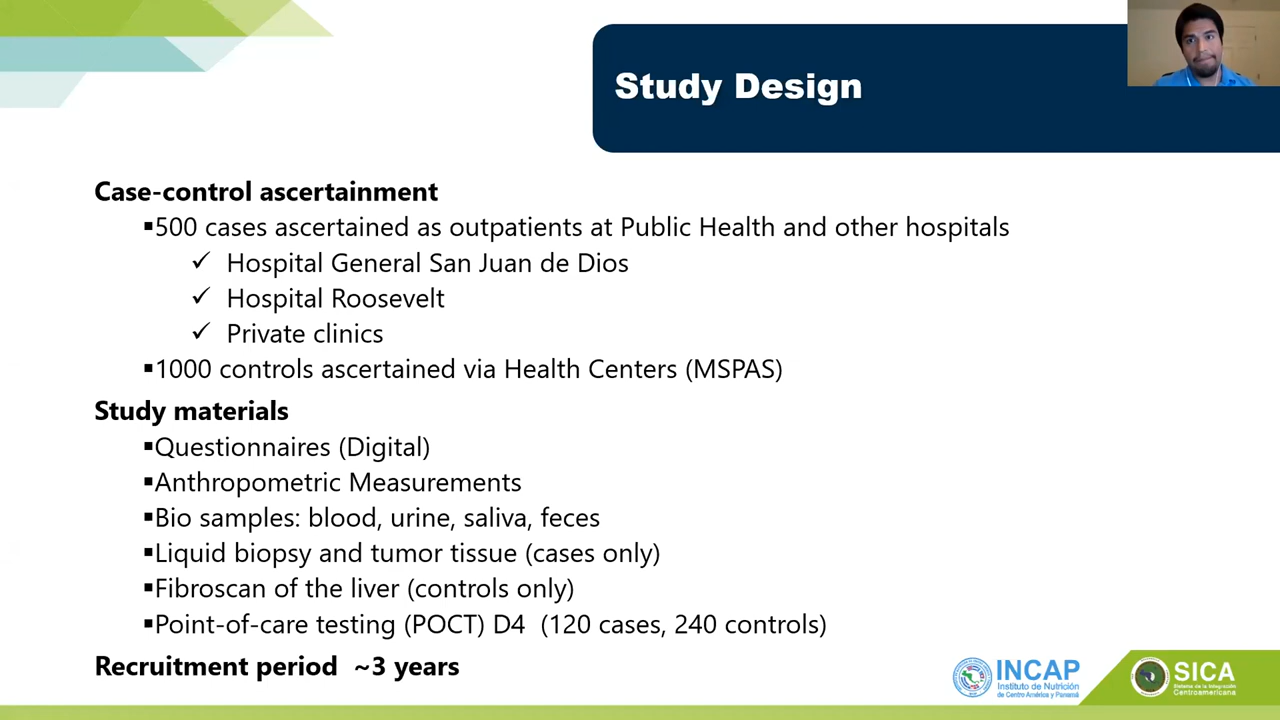 Study Design
Case-control ascertainment
▪500 cases ascertained as outpatients at Public Health and other hospitals
✓ Hospital General San Juan de Dios
✓ Hospital Roosevelt
✓ Private clinics
▪1000 controls ascertained via Health Centers (MSPAS)
Study materials
▪Questionnaires (Digital)
▪Anthropometric Measurements
▪Bio samples: blood, urine, saliva, feces
▪Liquid biopsy and tumor tissue (cases only)
▪Fibroscan of the liver (controls only)
▪Point-of-care testing (POCT) D4 (120 cases, 240 controls)
Recruitment period ~3 years
INCAP
Instituto de Nutrición
de Centro América y Panamá
SICA
Sistema de la Integración
Centroamericana